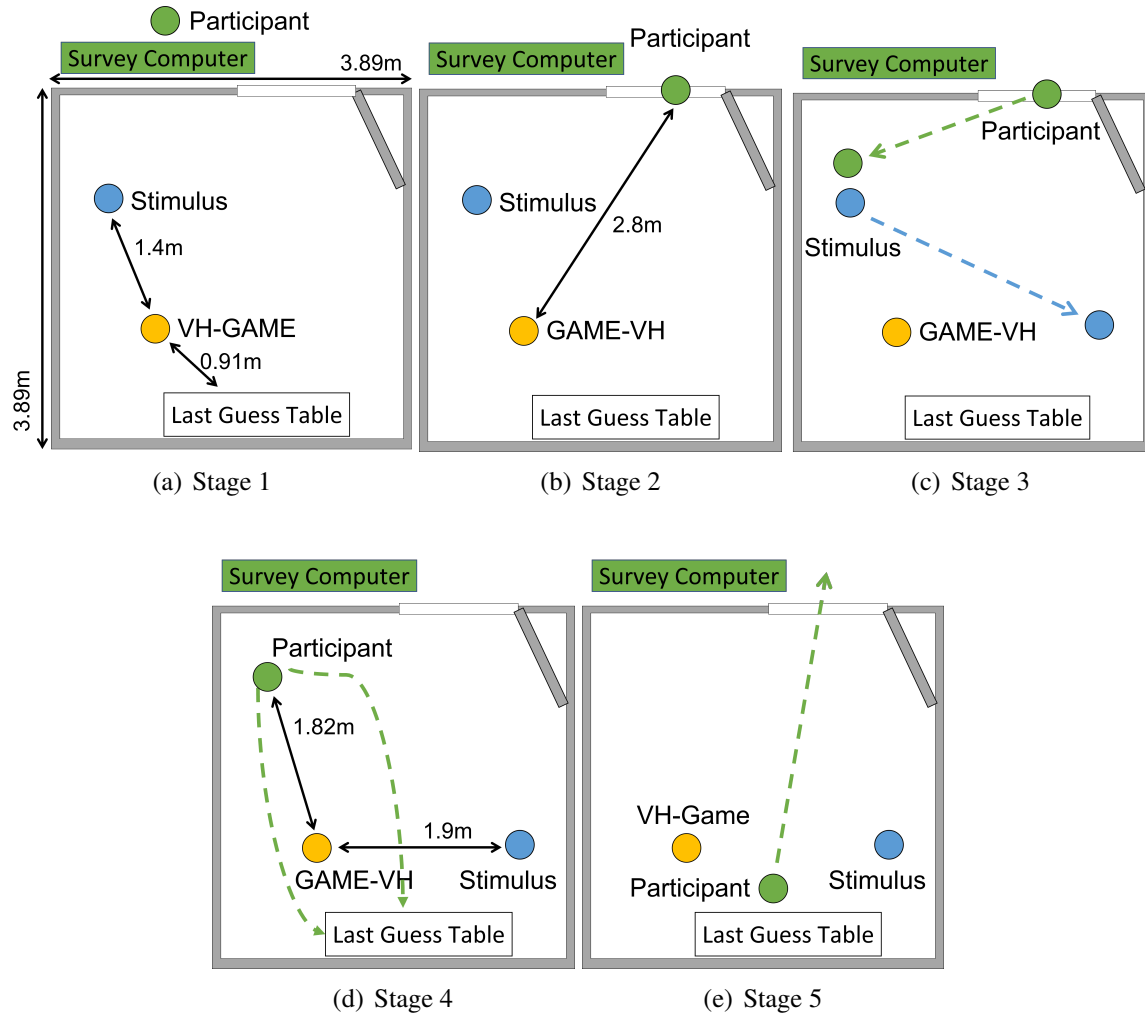 Participant
Survey Computer
3.89m
3.89m
Stimulus
1.4m
VH-GAME
0.91m
Last Guess Table
(a) Stage 1
Participant
Survey Computer
Stimulus
2.8m
GAME-VH
Last Guess Table
(b) Stage 2
Survey Computer
Participant
Stimulus
GAME-VH
Last Guess Table
(c) Stage 3
Survey Computer
Participant
1.82m
1.9m
GAME-VH
Stimulus
Last Guess Table
(d) Stage 4
Survey Computer
VH-Game
Participant
Stimulus
Last Guess Table
(e) Stage 5